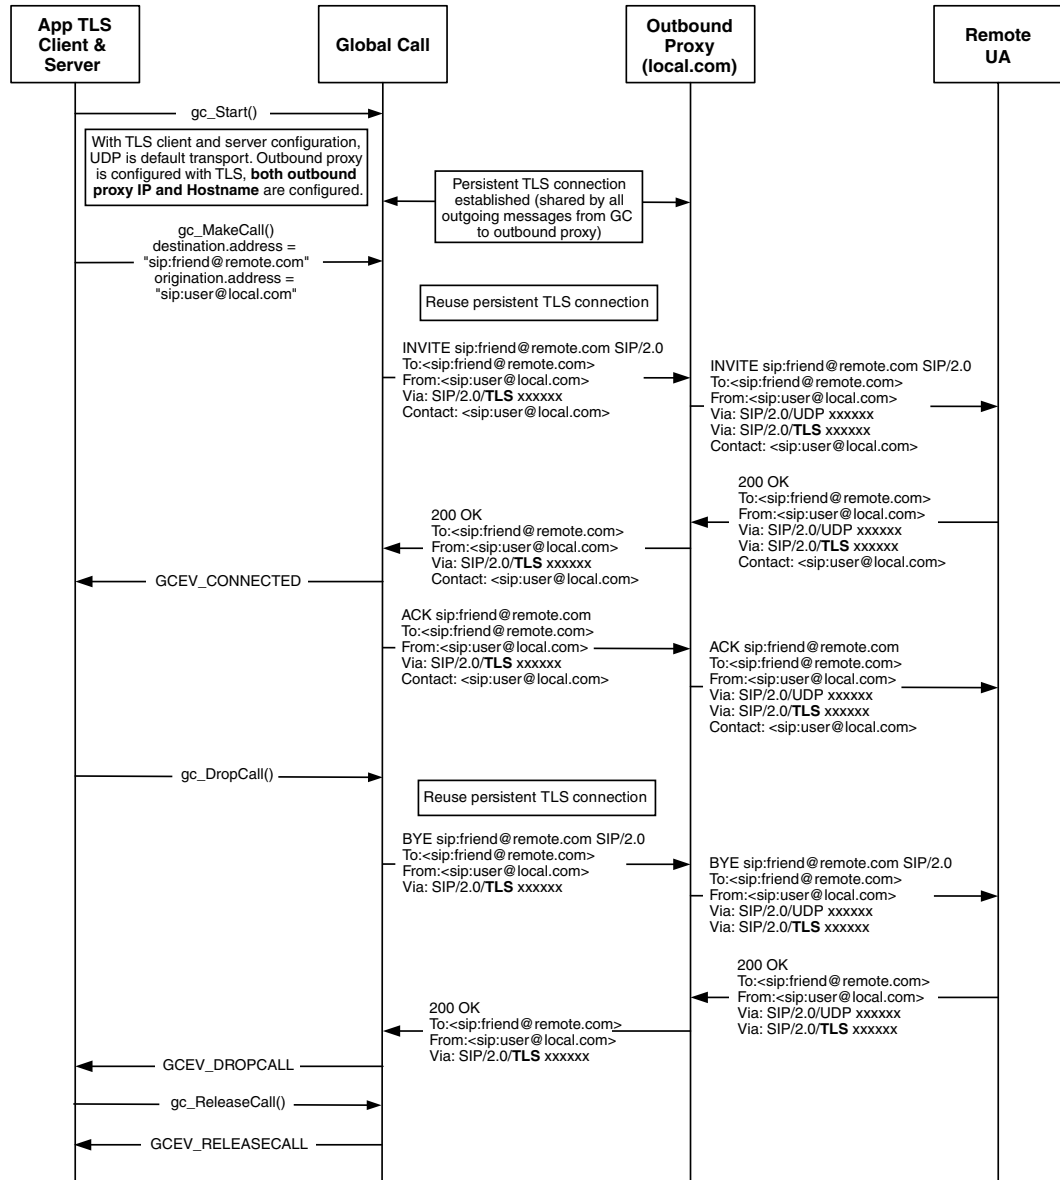 App TLS
Client &
Server
Global Call
Outbound
Proxy
(local.com)
Remote
UA
gc_Start()
With TLS client and server configuration,
UDP is default transport. Outbound proxy
is configured with TLS, both outbound
proxy IP and Hostname are configured.
Persistent TLS connection
established (shared by all
outgoing messages from GC
to outbound proxy)
gc_MakeCall()
destination.address =
"sip:friend@remote.com"
origination.address =
"sip:user@local.com"
Reuse persistent TLS connection
INVITE sip:friend@remote.com SIP/2.0
To:<sip:friend@remote.com>
From:<sip:user@local.com>
Via: SIP/2.0/TLS xxxxxx
Contact: <sip:user@local.com>
INVITE sip:friend@remote.com SIP/2.0
To:<sip:friend@remote.com>
From:<sip:user@local.com>
Via: SIP/2.0/UDP xxxxxx
Via: SIP/2.0/TLS xxxxxx
Contact: <sip:user@local.com>
200 OK
To:<sip:friend@remote.com>
From:<sip:user@local.com>
Via: SIP/2.0/UDP xxxxxx
Via: SIP/2.0/TLS xxxxxx
Contact: <sip:user@local.com>
200 OK
To:<sip:friend@remote.com>
From:<sip:user@local.com>
Via: SIP/2.0/TLS xxxxxx
Contact: <sip:user@local.com>
GCEV_CONNECTED
ACK sip:friend@remote.com
To:<sip:friend@remote.com>
From:<sip:user@local.com>
Via: SIP/2.0/TLS xxxxxx
Contact: <sip:user@local.com>
ACK sip:friend@remote.com
To:<sip:friend@remote.com>
From:<sip:user@local.com>
Via: SIP/2.0/UDP xxxxxx
Via: SIP/2.0/TLS xxxxxx
Contact: <sip:user@local.com>
gc_DropCall()
Reuse persistent TLS connection
BYE sip:friend@remote.com SIP/2.0
To:<sip:friend@remote.com>
From:<sip:user@local.com>
Via: SIP/2.0/TLS xxxxxx
BYE sip:friend@remote.com SIP/2.0
To:<sip:friend@remote.com>
From:<sip:user@local.com>
Via: SIP/2.0/UDP xxxxxx
Via: SIP/2.0/TLS xxxxxx
200 OK
To:<sip:friend@remote.com>
From:<sip:user@local.com>
Via: SIP/2.0/UDP xxxxxx
Via: SIP/2.0/TLS xxxxxx
200 OK
To:<sip:friend@remote.com>
From:<sip:user@local.com>
Via: SIP/2.0/TLS xxxxxx
GCEV_DROPCALL
gc_ReleaseCall()
GCEV_RELEASECALL